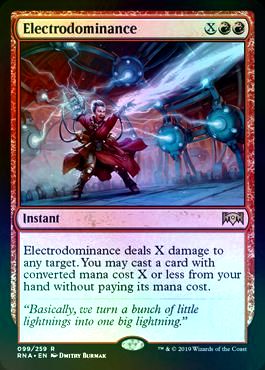 Electrodominance X
Instant
Electrodominance deals X damage to
any target. You may cast a card with
converted mana cost X or less from your
hand without paying its mana cost.
“Basically, we turn a bunch of little
lightnings into one big lightning.”
099/259 R
RNA • EN Dmitry Burmak
™ & © 2019 Wizards of the Coast